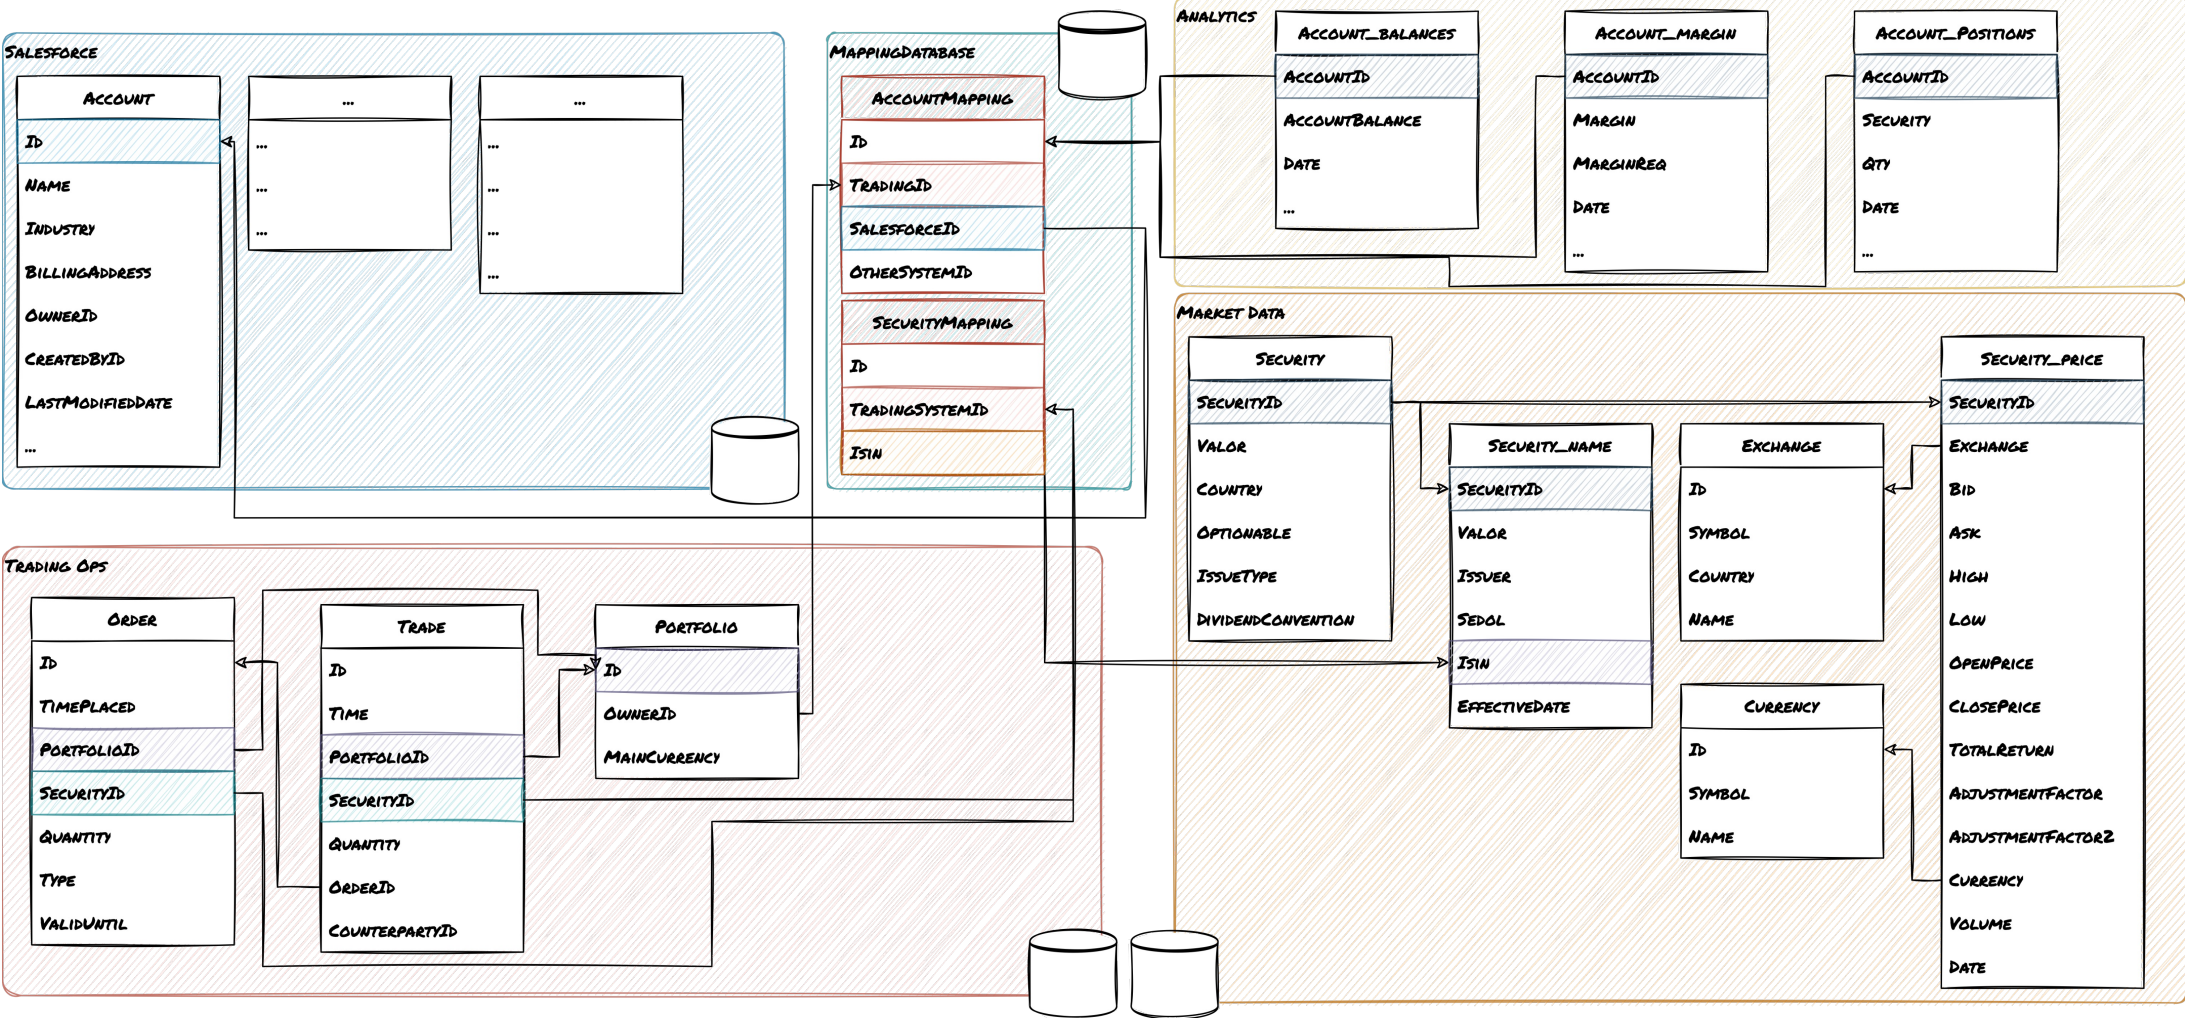 Salesforce
Account
Id
Name
Industry
BillingAddress
OwnerId
CreatedById
LastModifiedDate
...
...
...
...
...
...
...
...
...
...
MappingDatabase
AccountMapping
Id
TradingId
SalesforceId
OtherSystemId
SecurityMapping
Id
TradingSystemId
Isin
Analytics
Account_balances
AccountId
AccountBalance
Date
...
Account_margin
AccountId
Margin
MarginReq
Date
...
Account_Positions
AccountId
Security
Qty
Date
...
Market Data
Security
SecurityId
Valor
Country
Optionable
IssueType
DividendConvention
Security_name
SecurityId
Valor
Issuer
Sedol
Isin
EffectiveDate
Exchange
Id
Symbol
Country
Name
Currency
Id
Symbol
Name
Security_price
SecurityId
Exchange
Bid
Ask
High
Low
OpenPrice
ClosePrice
TotalReturn
AdjustmentFactor
AdjustmentFactor2
Currency
Volume
Date
Trading Ops
Order
Id
TimePlaced
PortfolioId
SecurityId
Quantity
Type
ValidUntil
Trade
Id
Time
PortfolioId
SecurityId
Quantity
OrderId
CounterpartyId
Portfolio
Id
OwnerId
MainCurrency